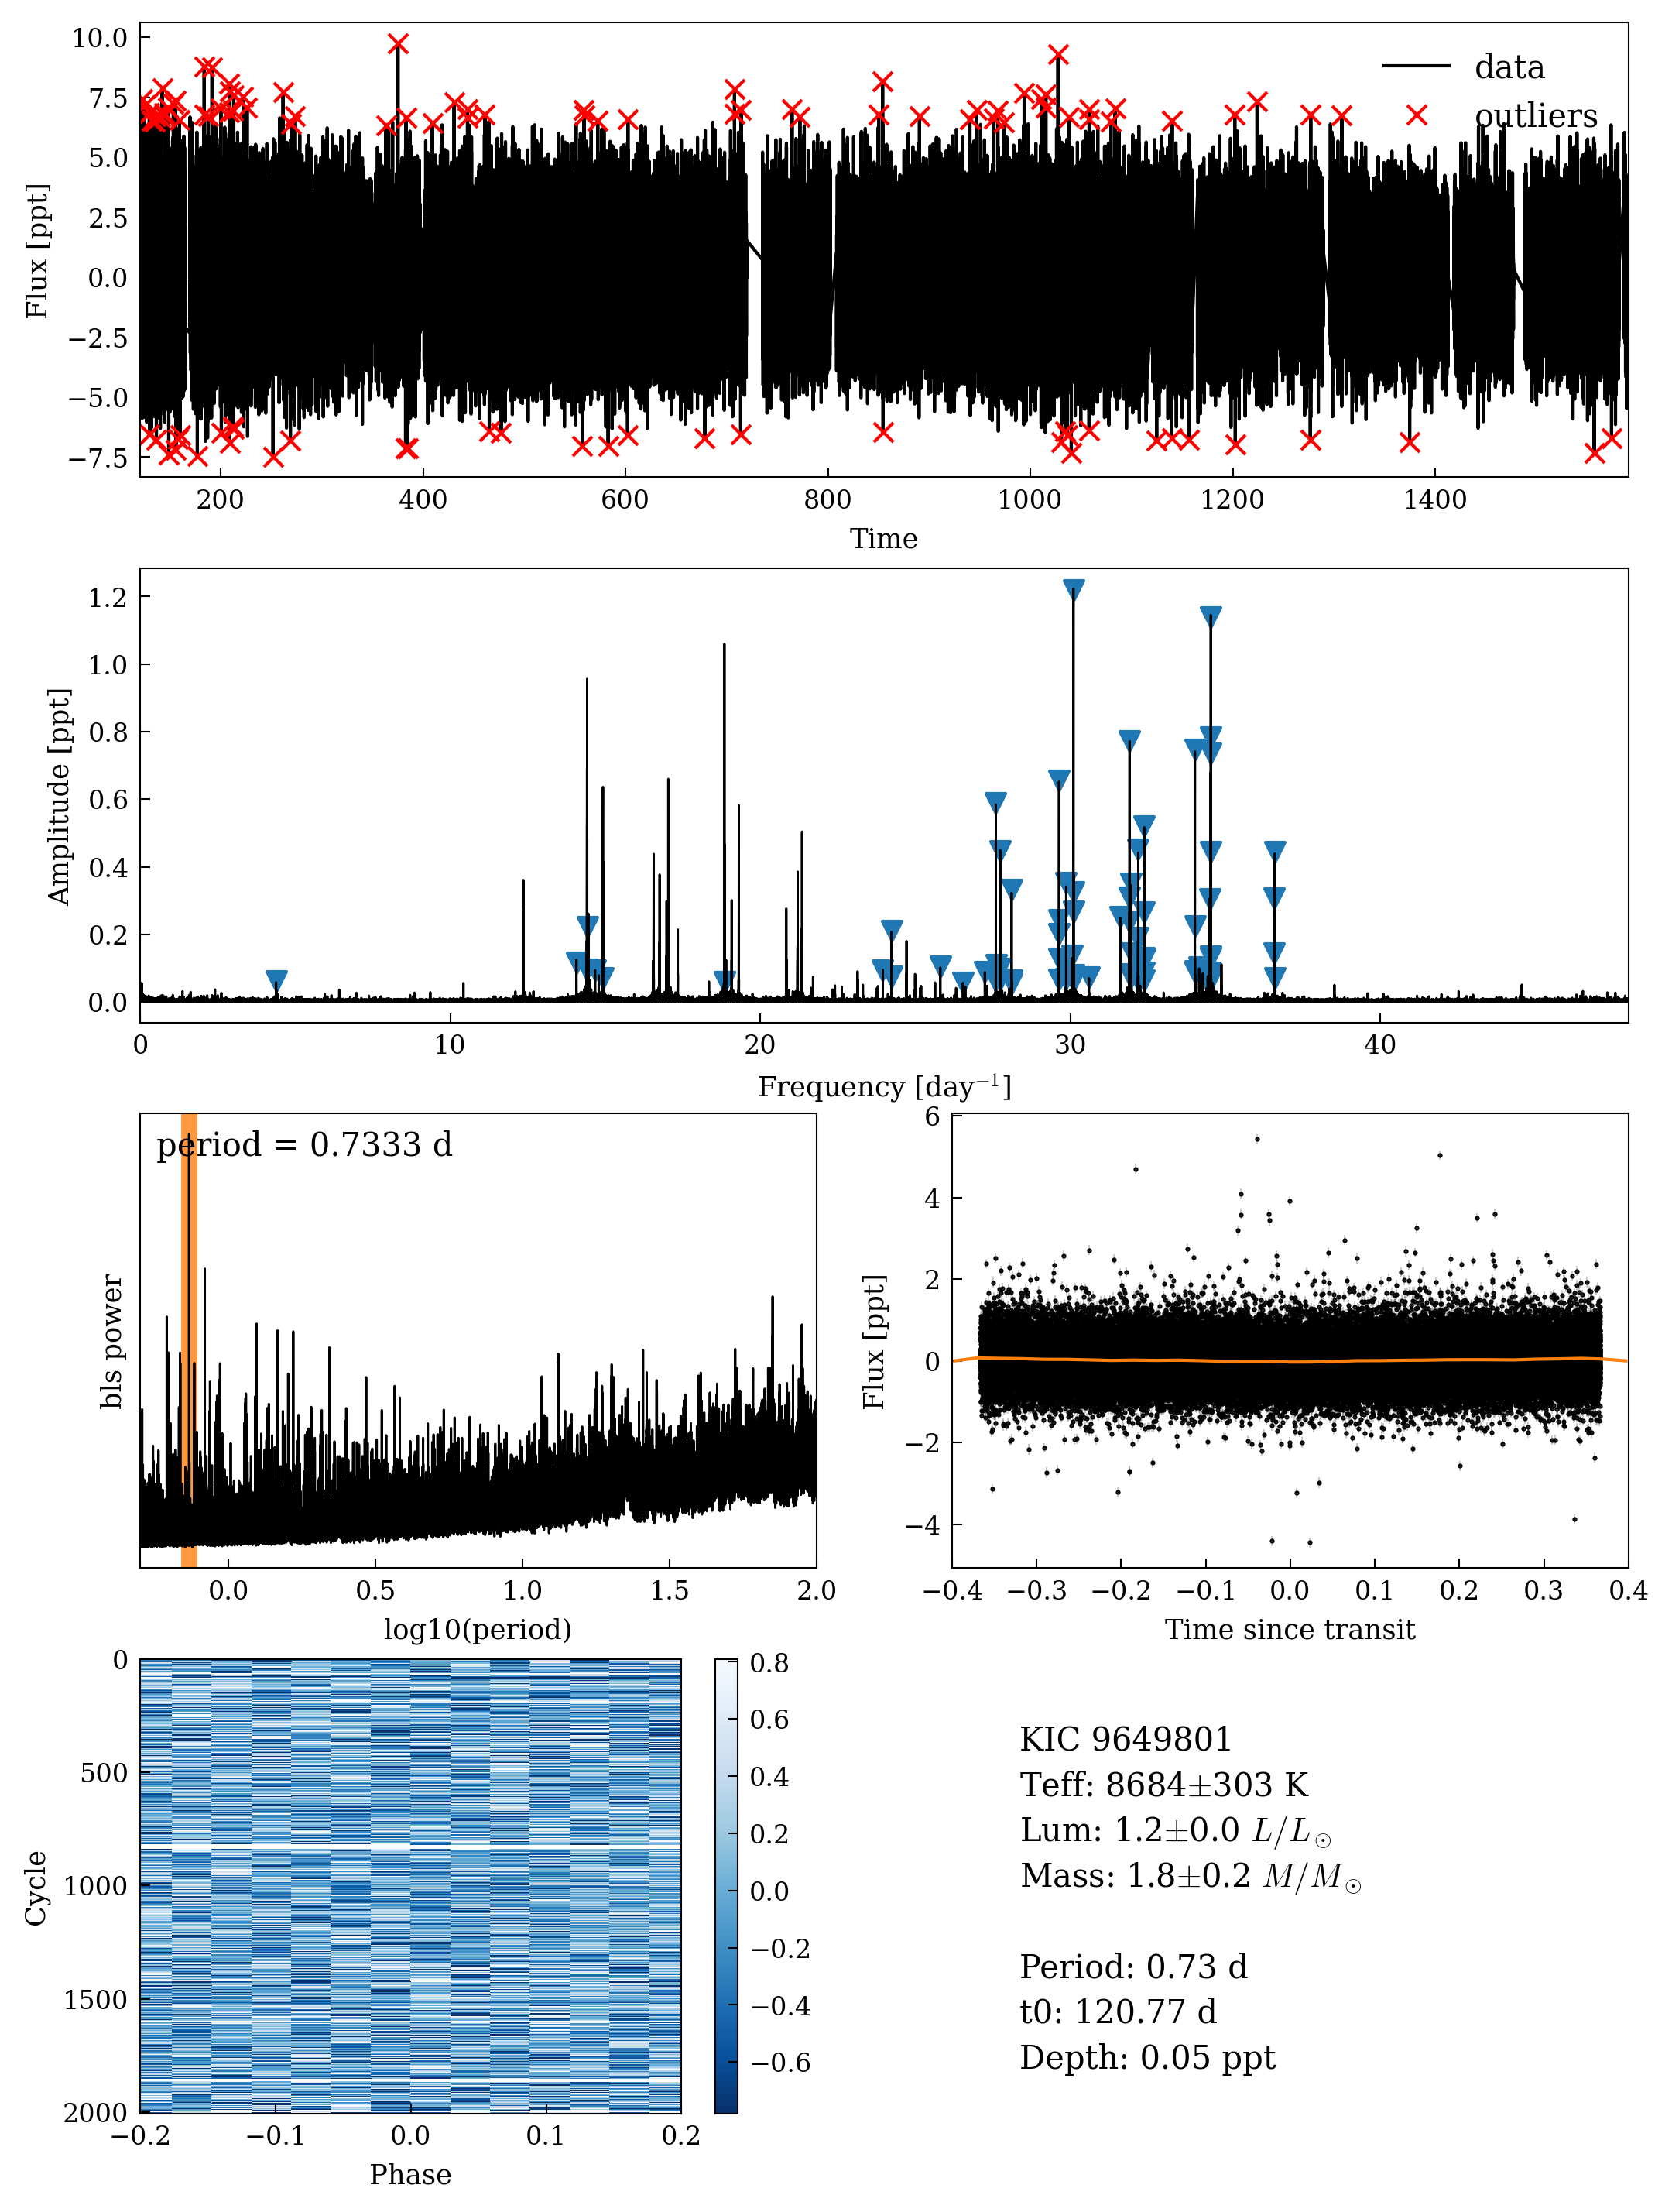 10.0
7.5
5.0
2.5
0.0
−2.5
−5.0
−7.5
Flux [ppt]
data
outliers
200 400 600 800 1000 1200 1400
Time
1.2
1.0
0.8
0.6
0.4
0.2
0.0
Amplitude [ppt]
0 10 20 30 40
Frequency [day⁻¹]
period = 0.7333 d
bls power
0.0 0.5 1.0 1.5 2.0
log10(period)
6
4
2
0
−2
−4
Flux [ppt]
−0.4 −0.3 −0.2 −0.1 0.0 0.1 0.2 0.3 0.4
Time since transit
0
500
1000
1500
2000
Cycle
−0.2 −0.1 0.0 0.1 0.2
Phase
0.8
0.6
0.4
0.2
0.0
−0.2
−0.4
−0.6
KIC 9649801
Teff: 8684±303 K
Lum: 1.2±0.0 L/L⊙
Mass: 1.8±0.2 M/M⊙
Period: 0.73 d
t0: 120.77 d
Depth: 0.05 ppt